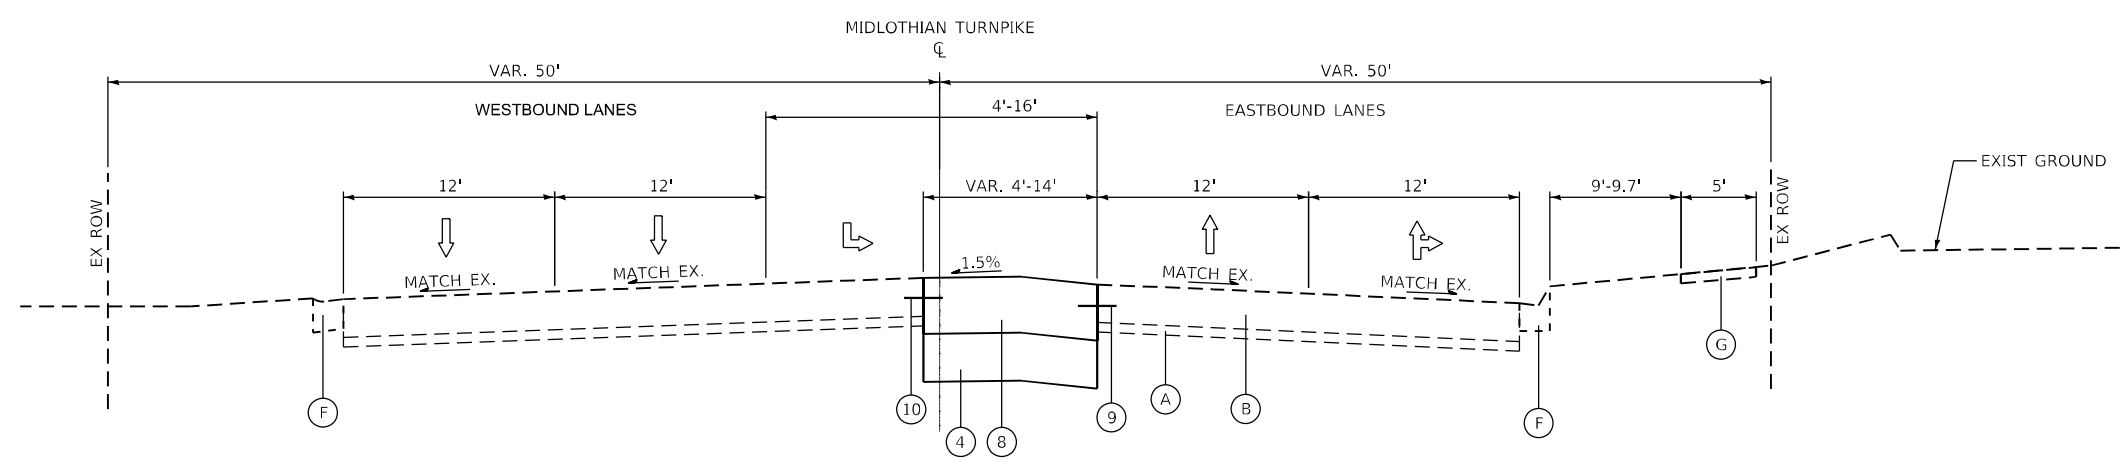 MIDLOTHIAN TURNPIKE
℄
VAR. 50'
VAR. 50'
WESTBOUND LANES
4'-16'
EASTBOUND LANES
EXIST GROUND
12'
12'
VAR. 4'-14'
12'
12'
9'-9.7'
5'
EX ROW
EX ROW
1.5%
MATCH EX.
MATCH EX.
MATCH EX.
MATCH EX.
G
A
B
F
10
9
F
4
8